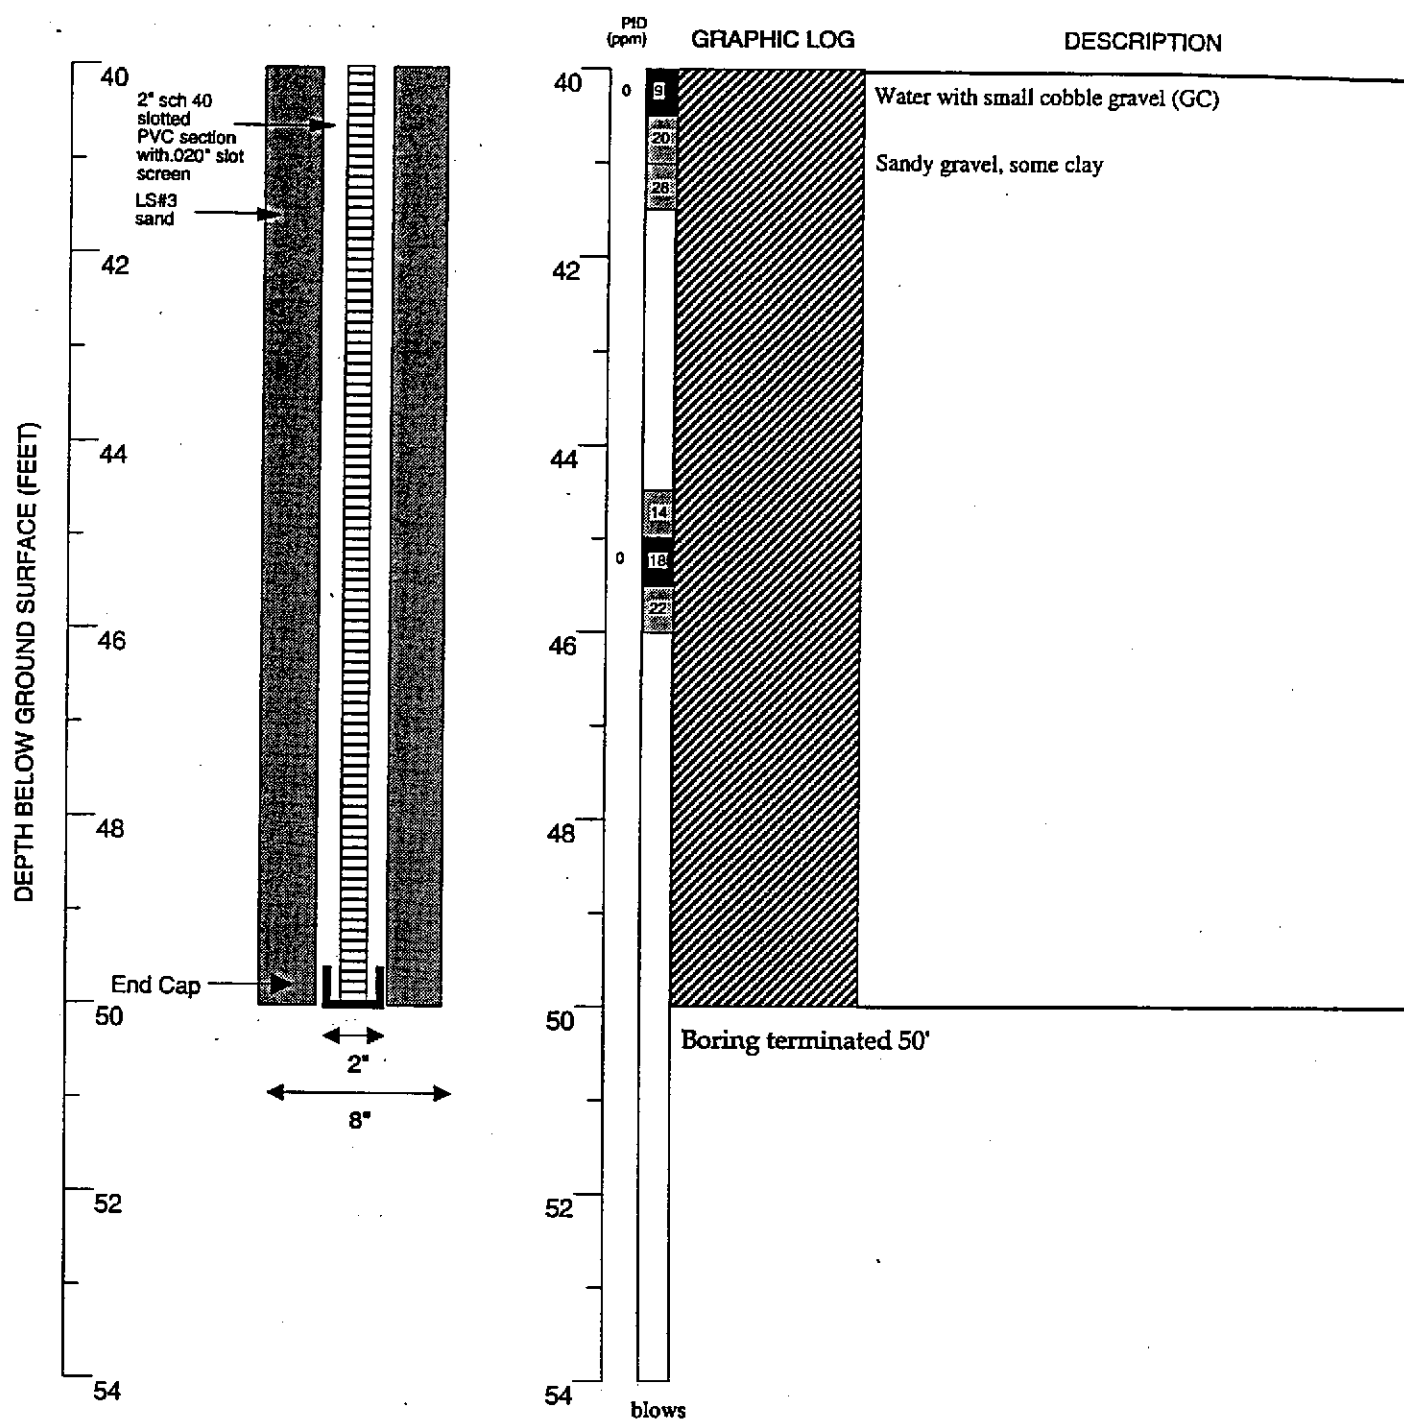 PID
(ppm)
GRAPHIC LOG
DESCRIPTION
DEPTH BELOW GROUND SURFACE (FEET)
40
42
44
46
48
50
52
54
2" sch 40
slotted
PVC section
with.020" slot
screen
LS#3
sand
End Cap
2"
8"
40
42
44
46
48
50
52
54
0
9
20
28
14
0
18
22
Water with small cobble gravel (GC)
Sandy gravel, some clay
Boring terminated 50'
blows